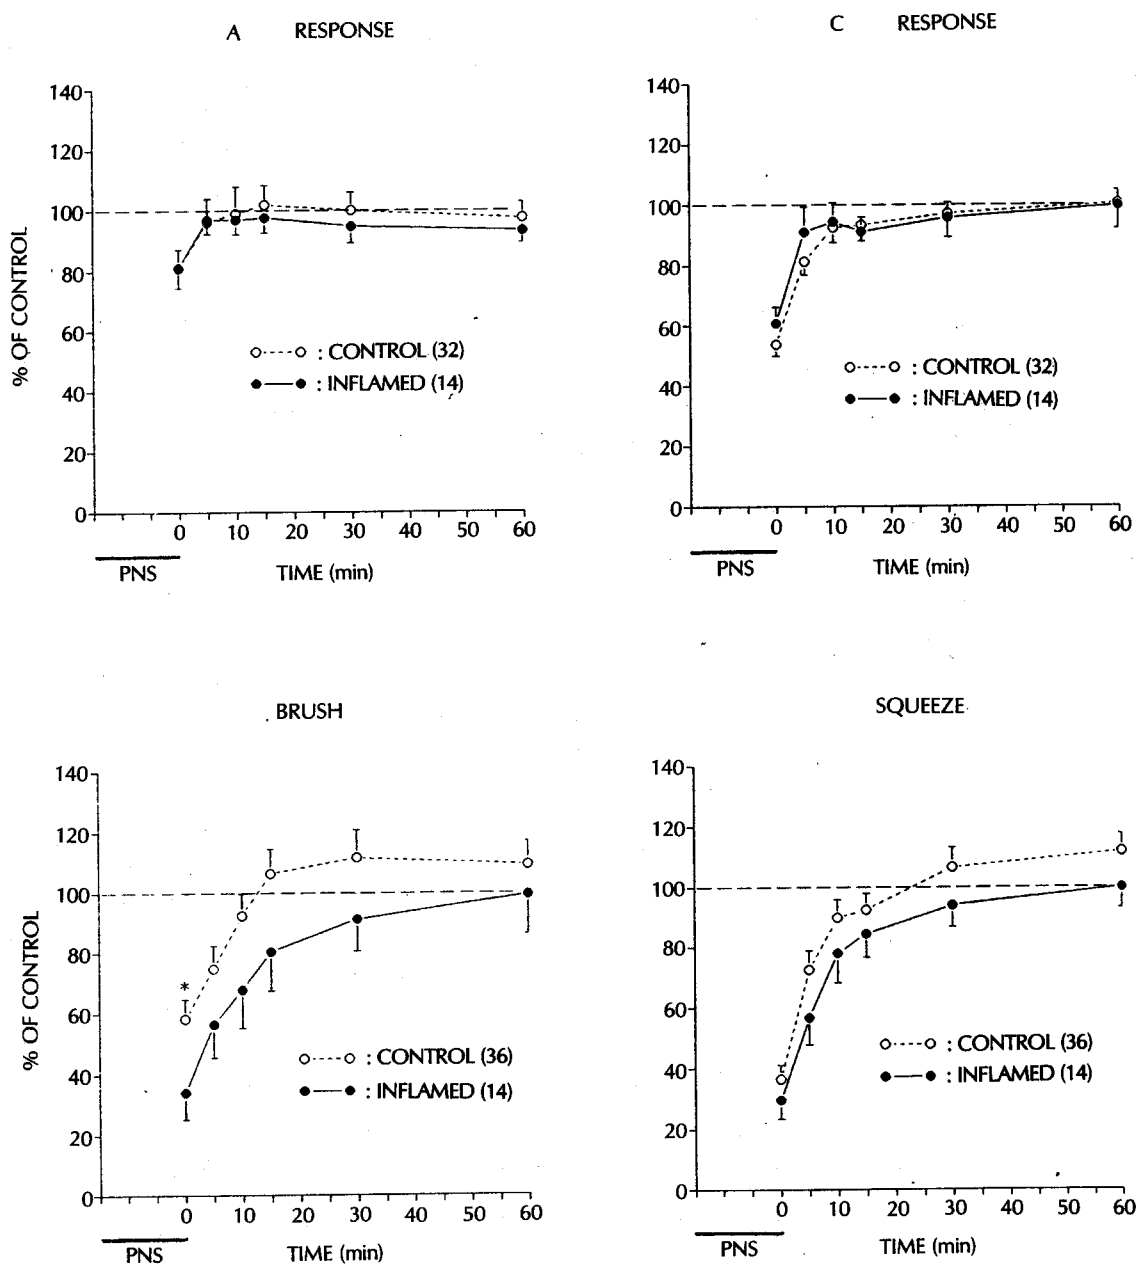 A RESPONSE
140
120
100
80
60
40
20
0
% OF CONTROL
: CONTROL (32)
: INFLAMED (14)
0 10 20 30 40 50 60
PNS TIME (min)
C RESPONSE
140
120
100
80
60
40
20
0
: CONTROL (32)
: INFLAMED (14)
0 10 20 30 40 50 60
PNS TIME (min)
BRUSH
140
120
100
80
60
40
20
0
% OF CONTROL
*
: CONTROL (36)
: INFLAMED (14)
0 10 20 30 40 50 60
PNS TIME (min)
SQUEEZE
140
120
100
80
60
40
20
0
: CONTROL (36)
: INFLAMED (14)
0 10 20 30 40 50 60
PNS TIME (min)